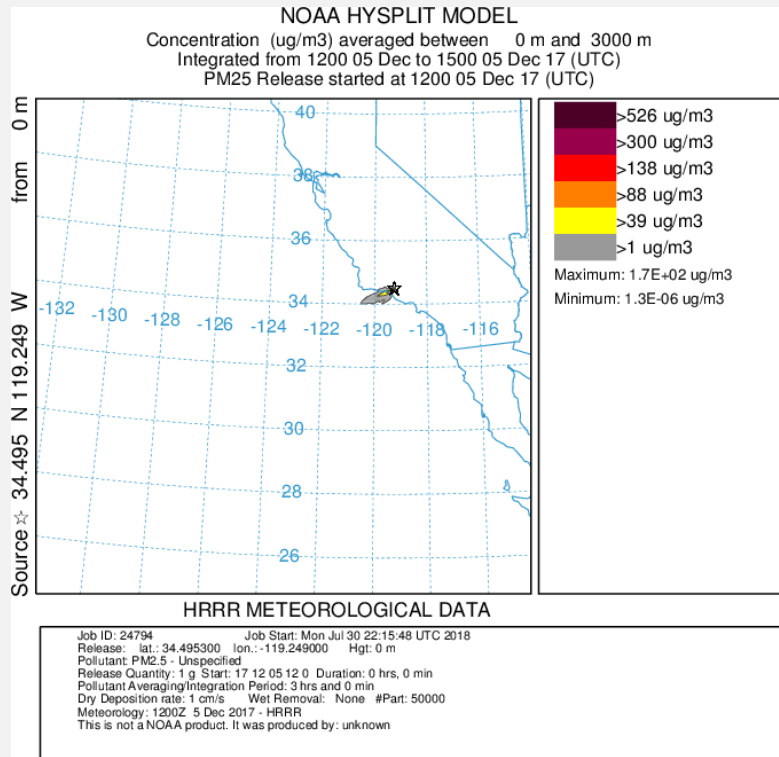 NOAA HYSPLIT MODEL
Concentration (ug/m3) averaged between 0 m and 3000 m
Integrated from 1200 05 Dec to 1500 05 Dec 17 (UTC)
PM25 Release started at 1200 05 Dec 17 (UTC)
Source ☆ 34.495 N 119.249 W from 0 m
40
38
36
34
-132 -130 -126 -124 -122 -120 -118 -116
32
30
28
26
>526 ug/m3
>300 ug/m3
>138 ug/m3
>88 ug/m3
>39 ug/m3
>1 ug/m3
Maximum: 1.7E+02 ug/m3
Minimum: 1.3E-06 ug/m3
HRRR METEOROLOGICAL DATA
Job ID: 24794 Job Start: Mon Jul 30 22:15:48 UTC 2018
Release: lat.: 34.495300 lon.: -119.249000 Hgt: 0 m
Pollutant: PM2.5 - Unspecified
Release Quantity: 1 g Start: 17 12 05 12 0 Duration: 0 hrs, 0 min
Pollutant Averaging/Integration Period: 3 hrs and 0 min
Dry Deposition rate: 1 cm/s Wet Removal: None #Part: 50000
Meteorology: 1200Z 5 Dec 2017 - HRRR
This is not a NOAA product. It was produced by: unknown